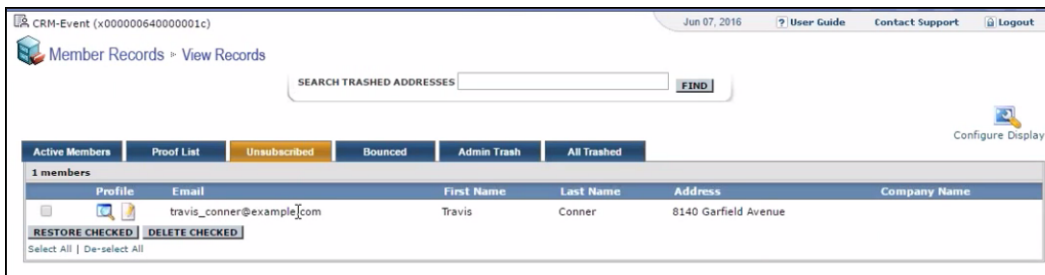 CRM-Event (x000000640000001c) Jun 07, 2016 ? User Guide Contact Support Logout
Member Records » View Records
SEARCH TRASHED ADDRESSES FIND
Configure Display
Active Members Proof List Unsubscribed Bounced Admin Trash All Trashed
1 members
Profile Email First Name Last Name Address Company Name
travis_conner@example.com Travis Conner 8140 Garfield Avenue
RESTORE CHECKED DELETE CHECKED
Select All | De-select All